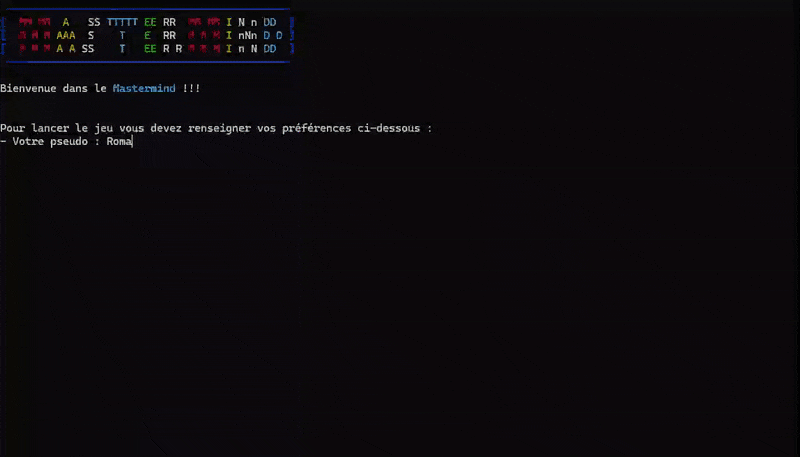 MM MM A SS TTTTT EE RR MM MM I N n DD
M M M AAA S T E RR M M M I nNn D D
M M M A A SS T EE R R M M M I n N DD
Bienvenue dans le Mastermind !!!
Pour lancer le jeu vous devez renseigner vos préférences ci-dessous :
- Votre pseudo : Roma